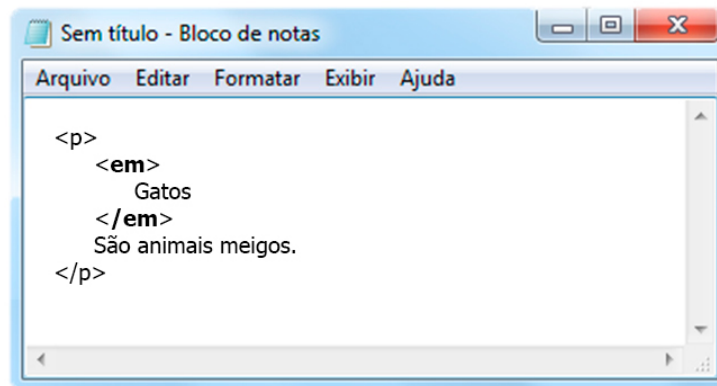 Sem título - Bloco de notas
Arquivo Editar Formatar Exibir Ajuda
<p>
<em>
Gatos
</em>
São animais meigos.
</p>